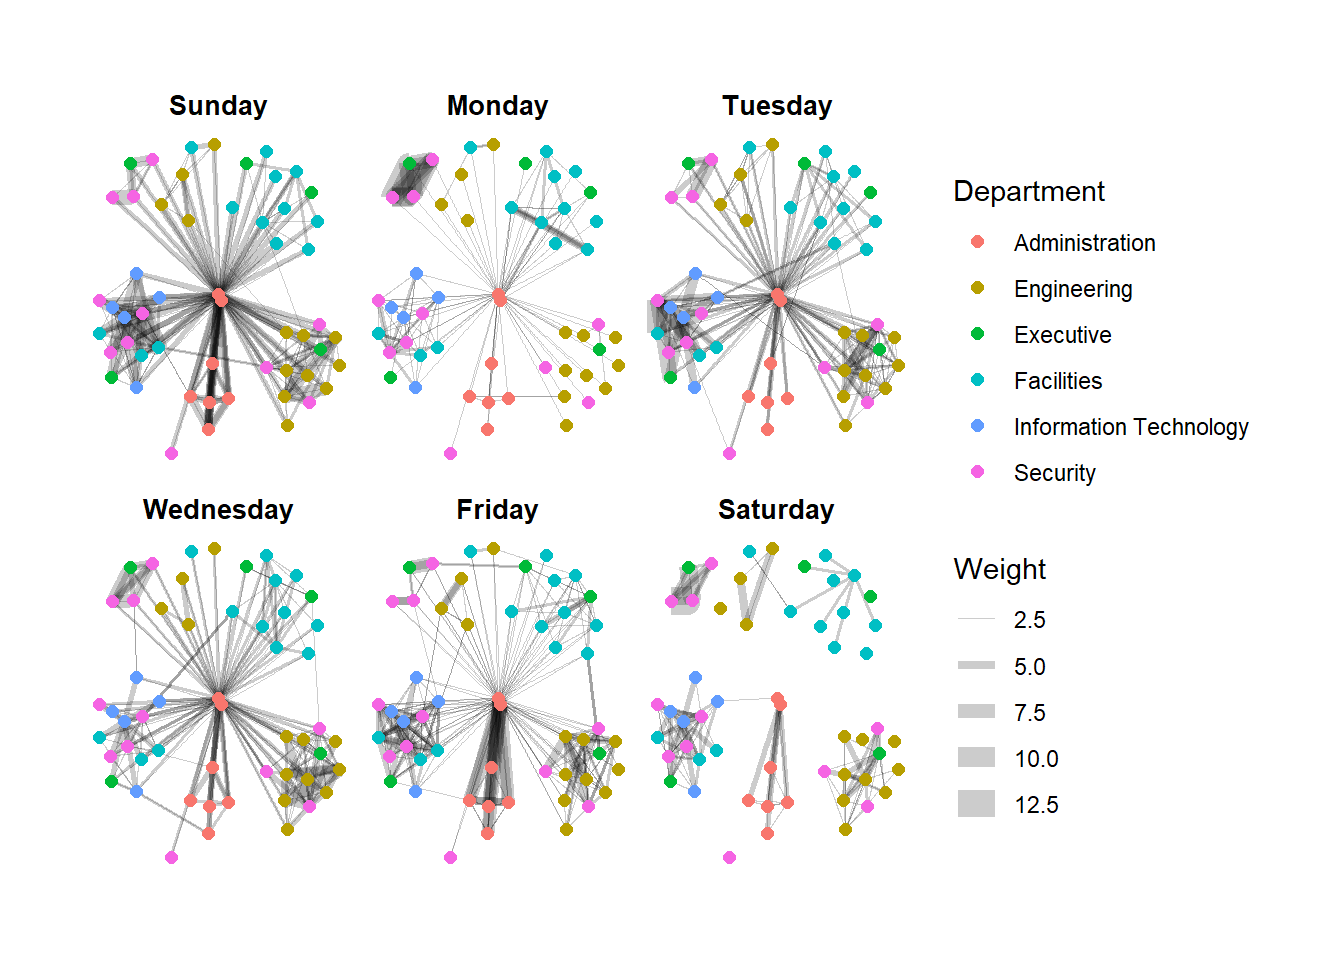 Sunday
Monday
Tuesday
Wednesday
Friday
Saturday
Department
Administration
Engineering
Executive
Facilities
Information Technology
Security
Weight
2.5
5.0
7.5
10.0
12.5